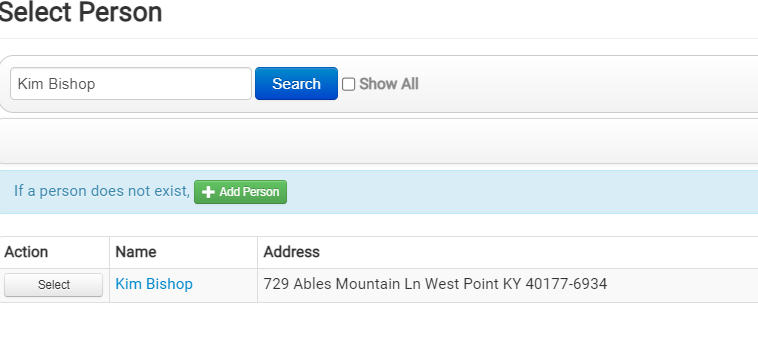 Select Person
Kim Bishop Search Show All
If a person does not exist, Add Person
Action Name Address
Select Kim Bishop 729 Ables Mountain Ln West Point KY 40177-6934